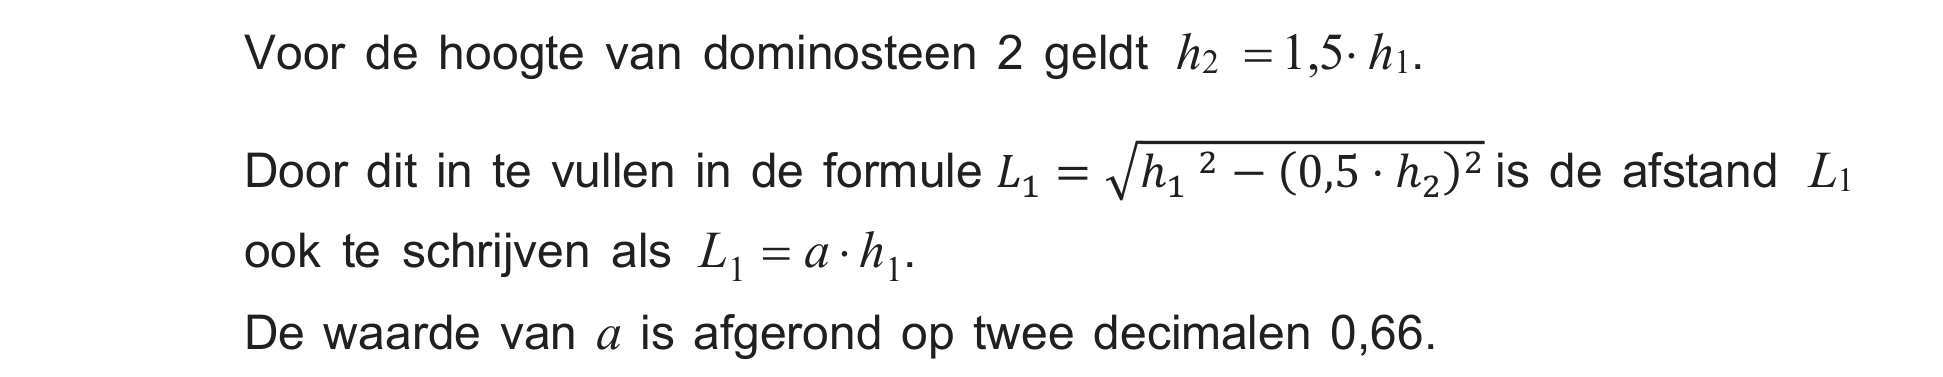 Voor de hoogte van dominosteen 2 geldt h₂ = 1,5 · h₁.
Door dit in te vullen in de formule L₁ = √(h₁² − (0,5 · h₂)²) is de afstand L₁
ook te schrijven als L₁ = a · h₁.
De waarde van a is afgerond op twee decimalen 0,66.